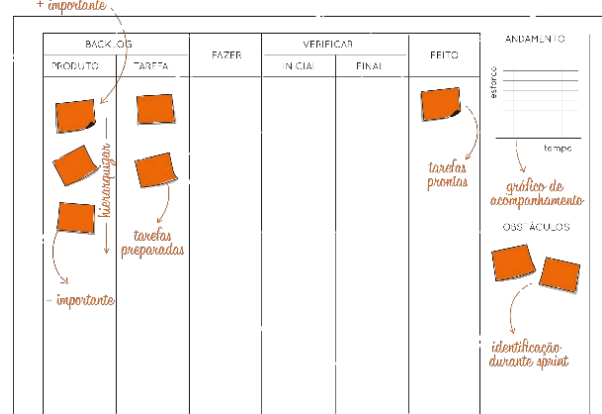 + importante
BACKLOG
FAZER
VERIFICAR
FEITO
ANDAMENTO
PRODUTO
TAREFA
INICIAL
FINAL
esforço
tempo
hierarquizar
tarefas
prontas
gráfico de
acompanhamento
OBSTÁCULOS
tarefas
preparadas
- importante
identificação
durante sprint